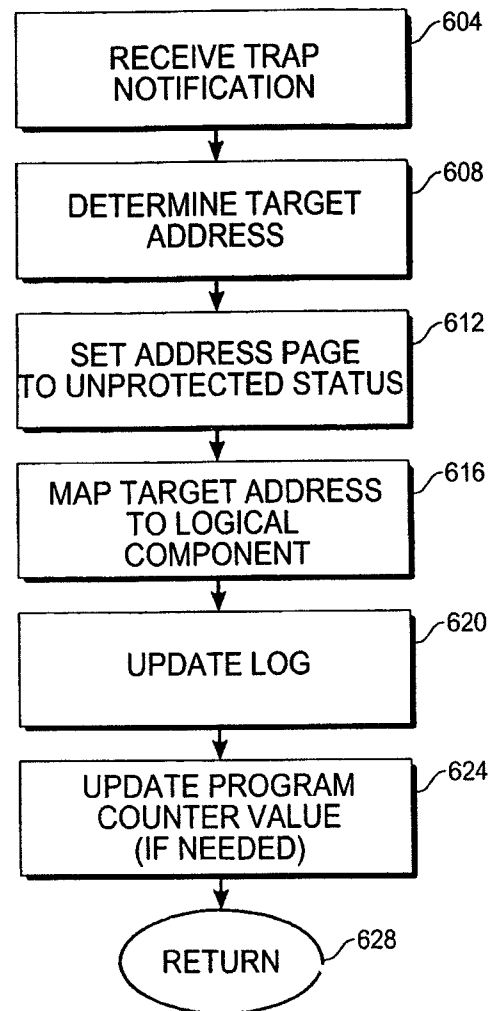 604
RECEIVE TRAP
NOTIFICATION
608
DETERMINE TARGET
ADDRESS
612
SET ADDRESS PAGE
TO UNPROTECTED STATUS
616
MAP TARGET ADDRESS
TO LOGICAL
COMPONENT
620
UPDATE LOG
624
UPDATE PROGRAM
COUNTER VALUE
(IF NEEDED)
628
RETURN